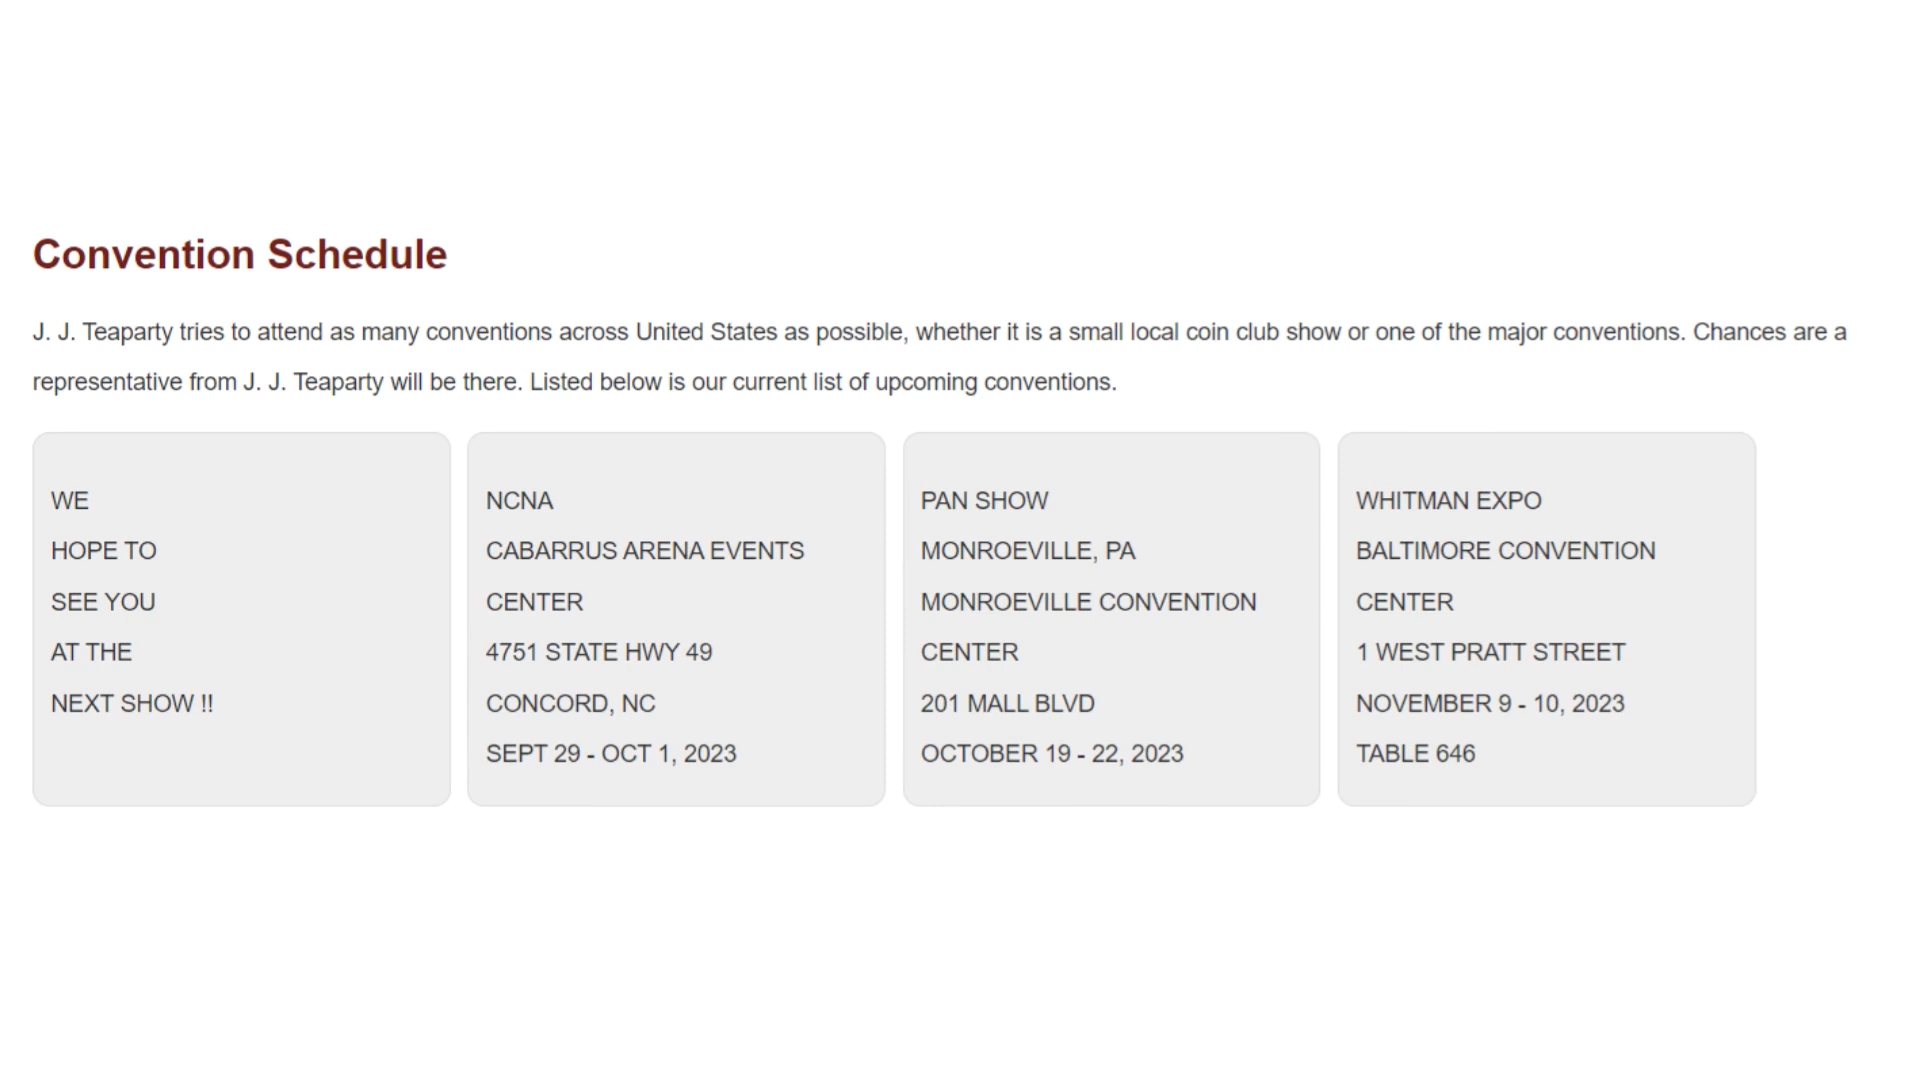 Convention Schedule
J. J. Teaparty tries to attend as many conventions across United States as possible, whether it is a small local coin club show or one of the major conventions. Chances are a
representative from J. J. Teaparty will be there. Listed below is our current list of upcoming conventions.
WE
HOPE TO
SEE YOU
AT THE
NEXT SHOW !!
NCNA
CABARRUS ARENA EVENTS
CENTER
4751 STATE HWY 49
CONCORD, NC
SEPT 29 - OCT 1, 2023
PAN SHOW
MONROEVILLE, PA
MONROEVILLE CONVENTION
CENTER
201 MALL BLVD
OCTOBER 19 - 22, 2023
WHITMAN EXPO
BALTIMORE CONVENTION
CENTER
1 WEST PRATT STREET
NOVEMBER 9 - 10, 2023
TABLE 646